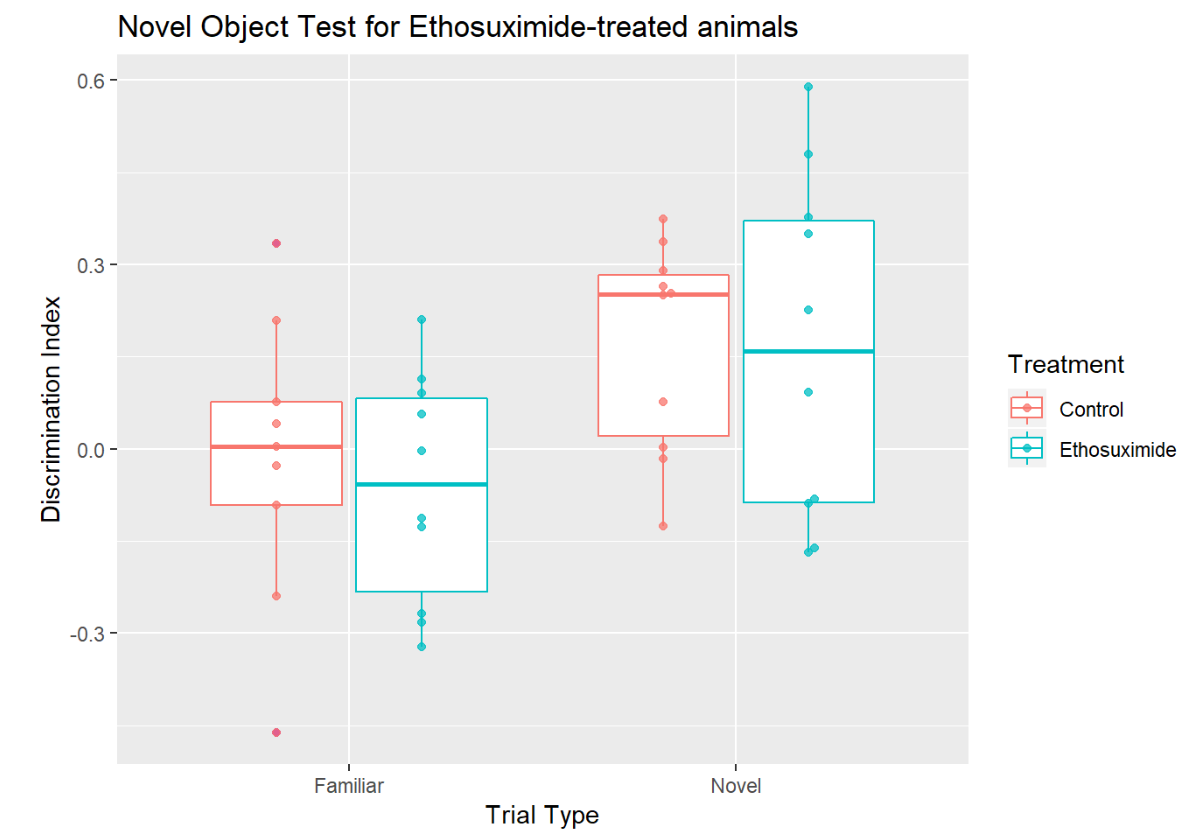 Novel Object Test for Ethosuximide-treated animals
0.6
0.3
0.0
-0.3
Discrimination Index
Familiar
Novel
Trial Type
Treatment
Control
Ethosuximide